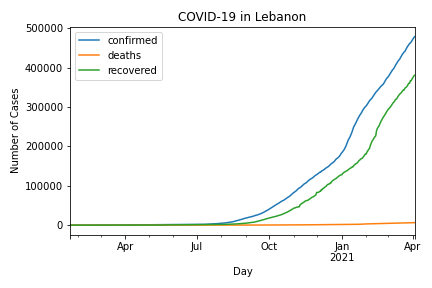 COVID-19 in Lebanon
500000
400000
300000
200000
100000
0
Number of Cases
confirmed
deaths
recovered
Apr
Jul
Oct
Jan
2021
Apr
Day